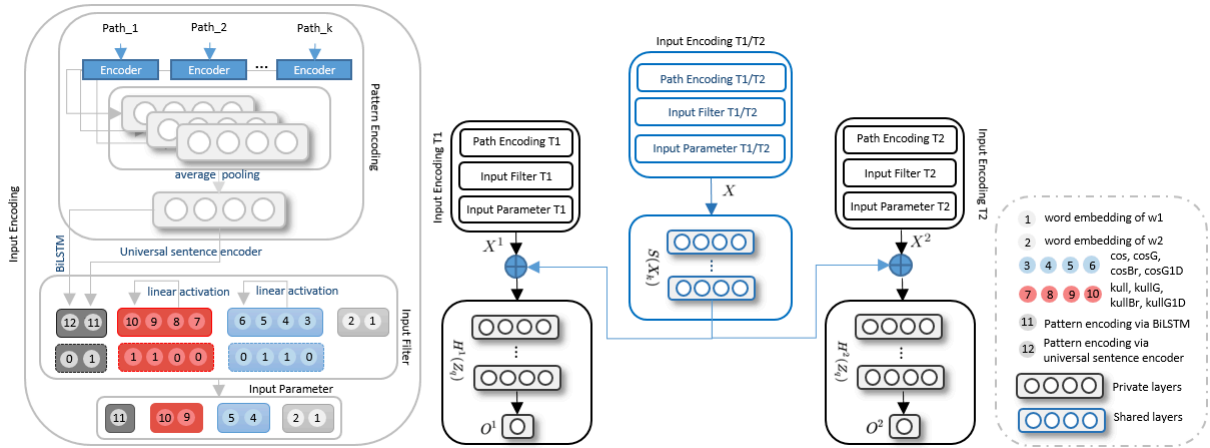 Path_1
Path_2
Path_k
Encoder
Encoder
...
Encoder
Pattern Encoding
average pooling
Input Encoding
BiLSTM
Universal sentence encoder
linear activation
linear activation
12 11
10 9 8 7
6 5 4 3
2 1
0 1
1 1 0 0
0 1 1 0
Input Filter
Input Parameter
11
10 9
5 4
2 1
Input Encoding T1
Path Encoding T1
Input Filter T1
Input Parameter T1
X¹
H¹(Z_q)
...
O¹
Input Encoding T1/T2
Path Encoding T1/T2
Input Filter T1/T2
Input Parameter T1/T2
X
S(X_k)
...
Input Encoding T2
Path Encoding T2
Input Filter T2
Input Parameter T2
X²
H²(Z_q)
...
O²
1 word embedding of w1
2 word embedding of w2
3 4 5 6 cos, cosG,
cosBr, cosG1D
7 8 9 10 kull, kullG,
kullBr, kullG1D
11 Pattern encoding via BiLSTM
12 Pattern encoding via
universal sentence encoder
Private layers
Shared layers